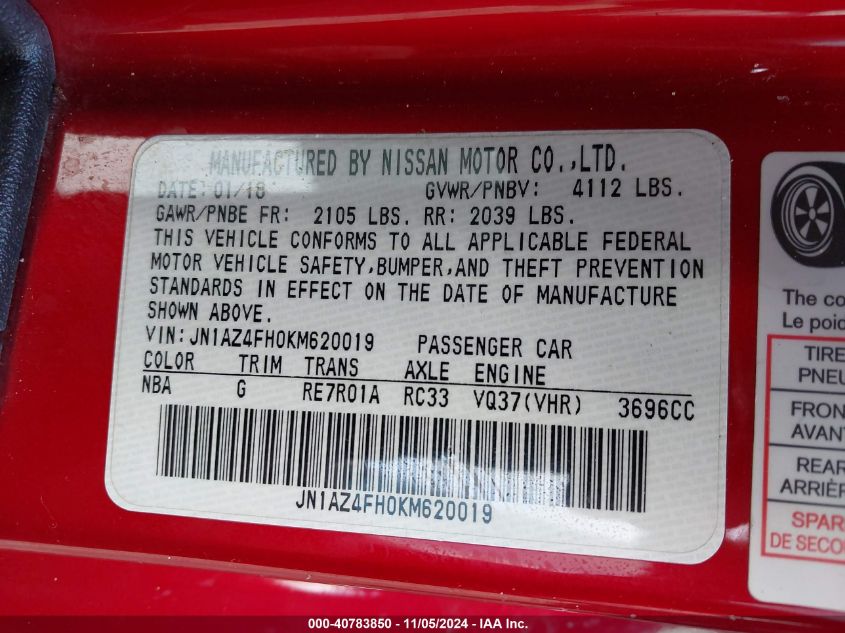 MANUFACTURED BY NISSAN MOTOR CO.,LTD.
DATE: 01/18 GVWR/PNBV: 4112 LBS.
GAWR/PNBE FR: 2105 LBS. RR: 2039 LBS.
THIS VEHICLE CONFORMS TO ALL APPLICABLE FEDERAL
MOTOR VEHICLE SAFETY,BUMPER,AND THEFT PREVENTION
STANDARDS IN EFFECT ON THE DATE OF MANUFACTURE
SHOWN ABOVE.
VIN:JN1AZ4FH0KM620019 PASSENGER CAR
COLOR TRIM TRANS AXLE ENGINE
NBA G RE7R01A RC33 VQ37(VHR) 3696CC
JN1AZ4FH0KM620019
The co
Le poid
TIRE
PNEU
FRON
AVANT
REAR
ARRIÈR
SPAR
DE SECOU
000-40783850 - 11/05/2024 - IAA Inc.